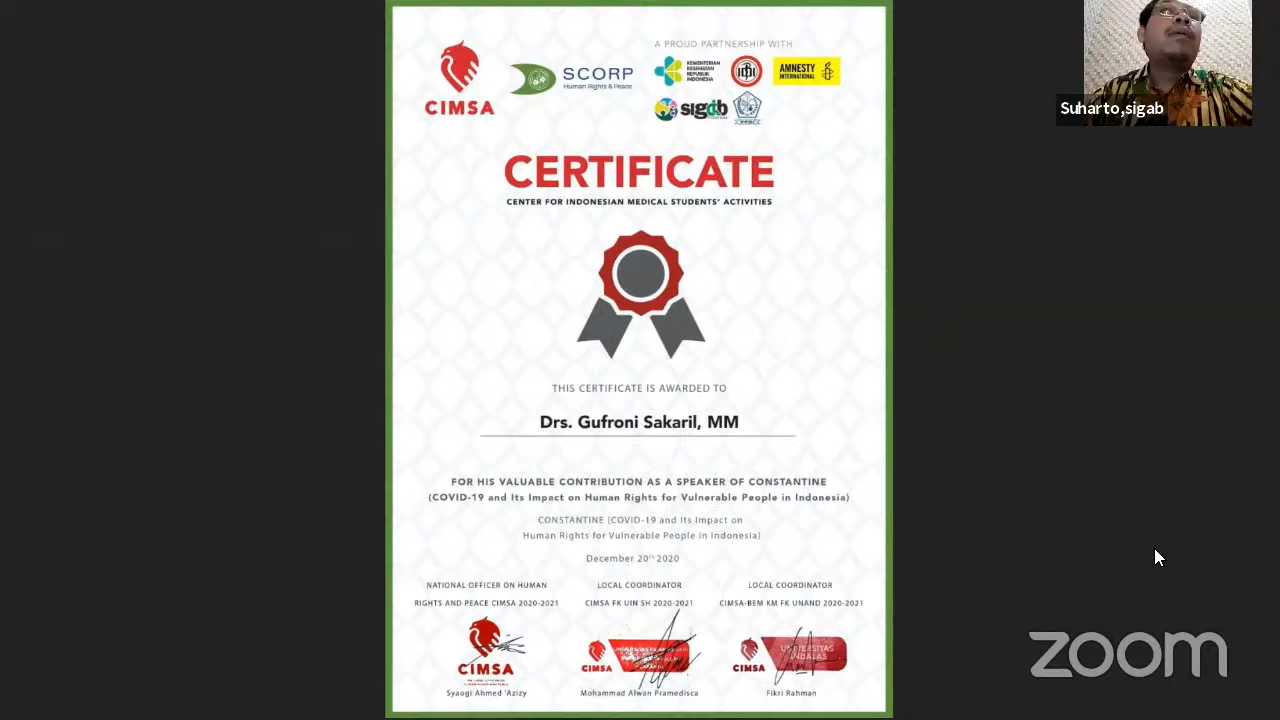 A PROUD PARTNERSHIP WITH
CIMSA
SCORP
Human Rights & Peace
KEMENTERIAN
KESEHATAN
REPUBLIK
INDONESIA
AMNESTY
INTERNATIONAL
sigab
Suharto,sigab
CERTIFICATE
CENTER FOR INDONESIAN MEDICAL STUDENTS' ACTIVITIES
THIS CERTIFICATE IS AWARDED TO
Drs. Gufroni Sakaril, MM
FOR HIS VALUABLE CONTRIBUTION AS A SPEAKER OF CONSTANTINE
(COVID-19 and Its Impact on Human Rights for Vulnerable People in Indonesia)
CONSTANTINE (COVID-19 and Its Impact on
Human Rights for Vulnerable People in Indonesia)
December 20th 2020
NATIONAL OFFICER ON HUMAN
RIGHTS AND PEACE CIMSA 2020-2021
LOCAL COORDINATOR
CIMSA FK UIN SH 2020-2021
LOCAL COORDINATOR
CIMSA-BEM KM FK UNAND 2020-2021
CIMSA
CIMSA
CIMSA
UNIVERSITAS
Syaogi Ahmed 'Azizy
Mohammad Alwan Pramedisca
Fikri Rahman
zoom